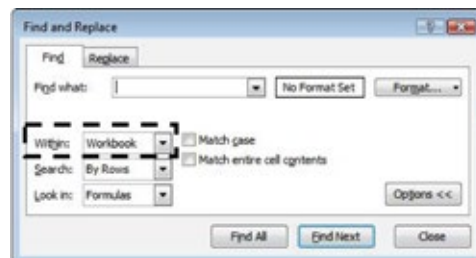 Find and Replace
Find Replace
Find what: No Format Set Format...
Within: Workbook Match case
Search: By Rows Match entire cell contents
Look in: Formulas Options <<
Find All Find Next Close